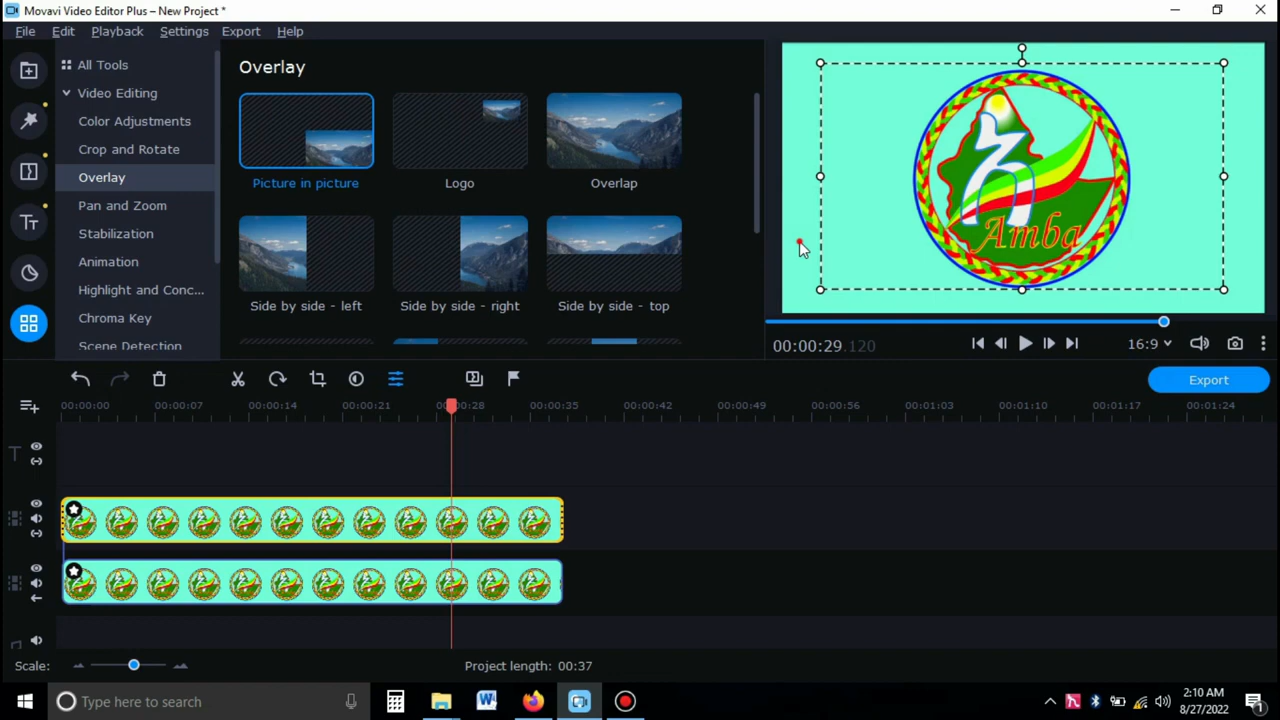 Movavi Video Editor Plus – New Project *
File Edit Playback Settings Export Help
All Tools
Video Editing
Color Adjustments
Crop and Rotate
Overlay
Pan and Zoom
Stabilization
Animation
Highlight and Conc...
Chroma Key
Scene Detection
Overlay
Picture in picture
Logo
Overlap
Side by side - left
Side by side - right
Side by side - top
አ
Amba
00:00:29.120
16:9
Export
00:00:00 00:00:07 00:00:14 00:00:21 00:00:28 00:00:35 00:00:42 00:00:49 00:00:56 00:01:03 00:01:10 00:01:17 00:01:24
Scale:
Project length: 00:37
Type here to search
2:10 AM
8/27/2022